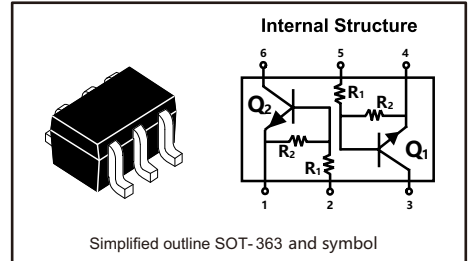 Internal Structure
6 5 4
R1
Q2 R2
R2 Q1
R1
1 2 3
Simplified outline SOT-363 and symbol